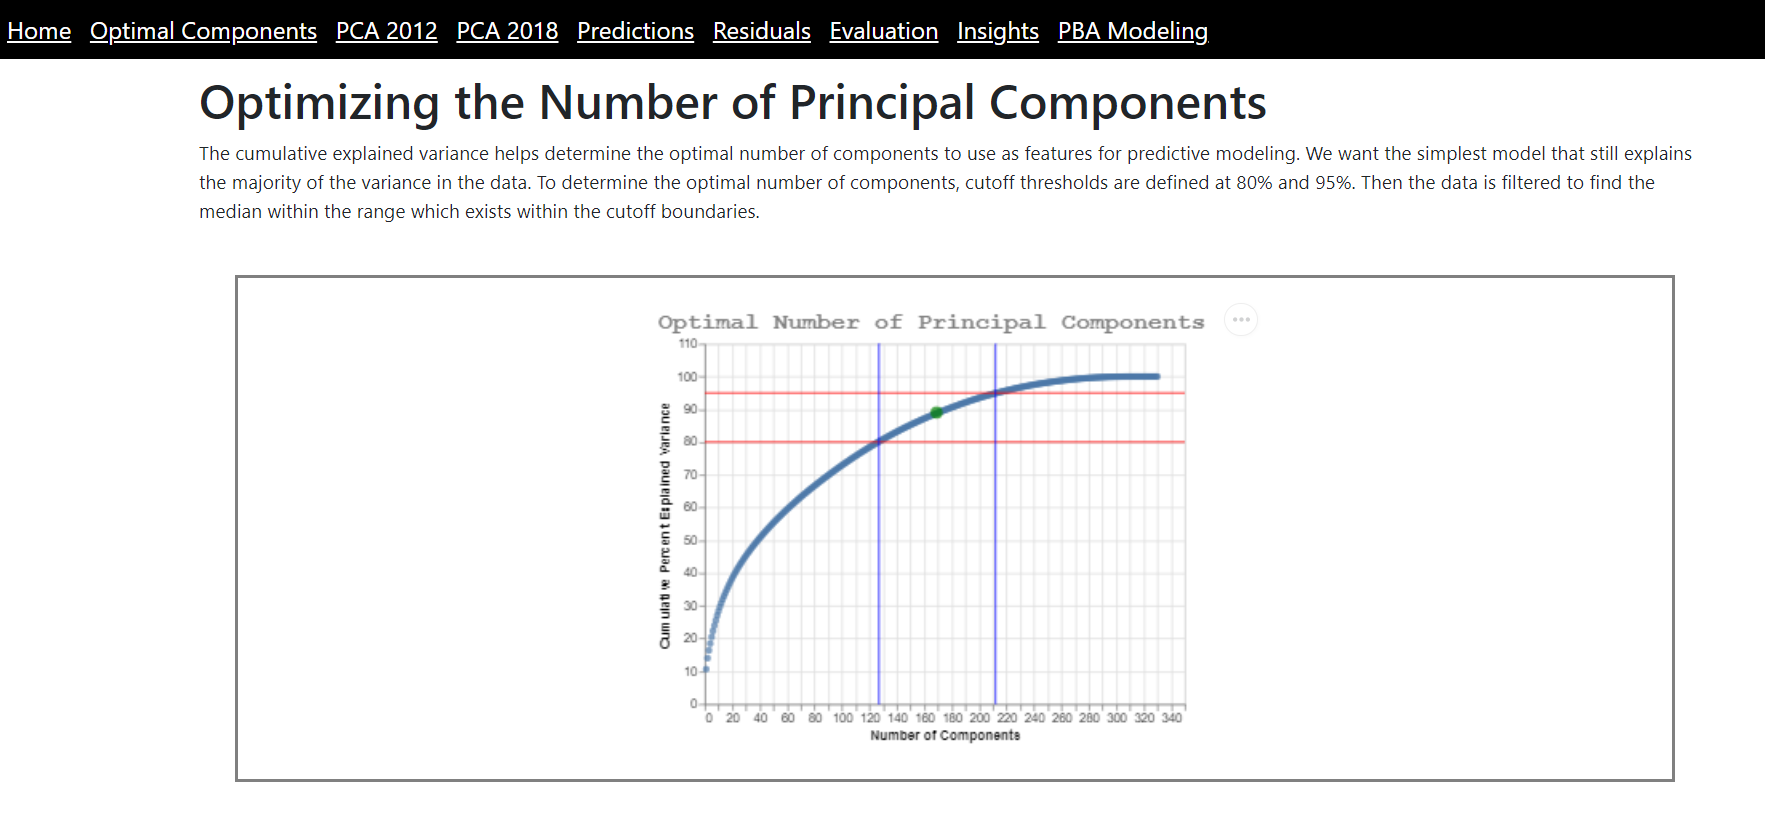 Home Optimal Components PCA 2012 PCA 2018 Predictions Residuals Evaluation Insights PBA Modeling
Optimizing the Number of Principal Components
The cumulative explained variance helps determine the optimal number of components to use as features for predictive modeling. We want the simplest model that still explains
the majority of the variance in the data. To determine the optimal number of components, cutoff thresholds are defined at 80% and 95%. Then the data is filtered to find the
median within the range which exists within the cutoff boundaries.
Optimal Number of Principal Components
110
100
90
80
70
60
50
40
30
20
10
0
Cumulative Percent Explained Variance
0 20 40 60 80 100 120 140 160 180 200 220 240 260 280 300 320 340
Number of Components